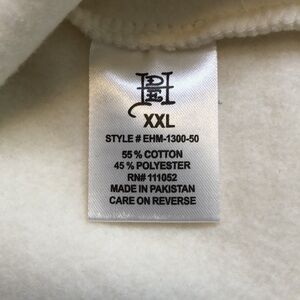 XXL
STYLE # EHM-1300-50
55 % COTTON
45 % POLYESTER
RN# 111052
MADE IN PAKISTAN
CARE ON REVERSE